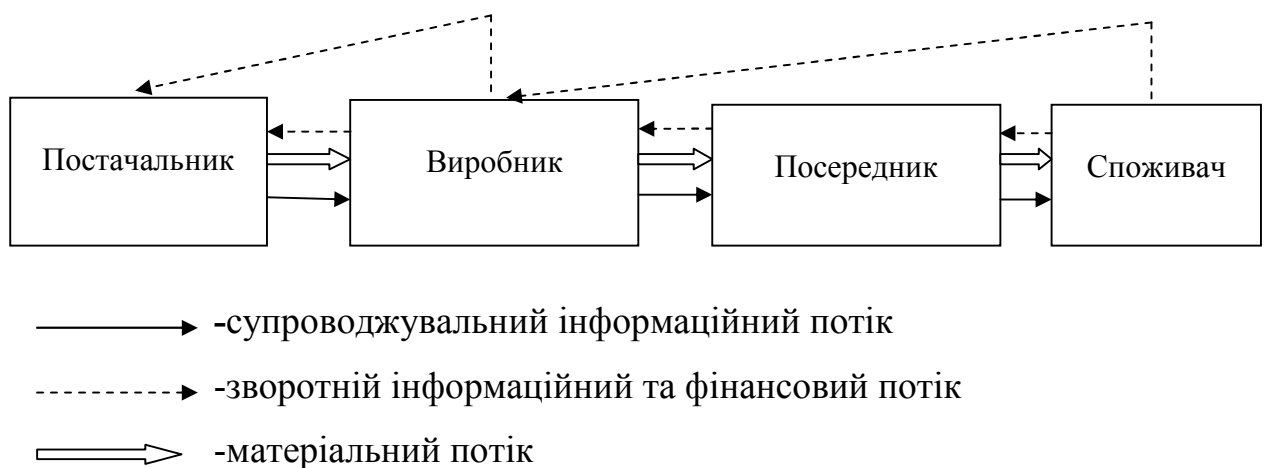 Постачальник
Виробник
Посередник
Споживач
-супроводжувальний інформаційний потік
-зворотній інформаційний та фінансовий потік
-матеріальний потік